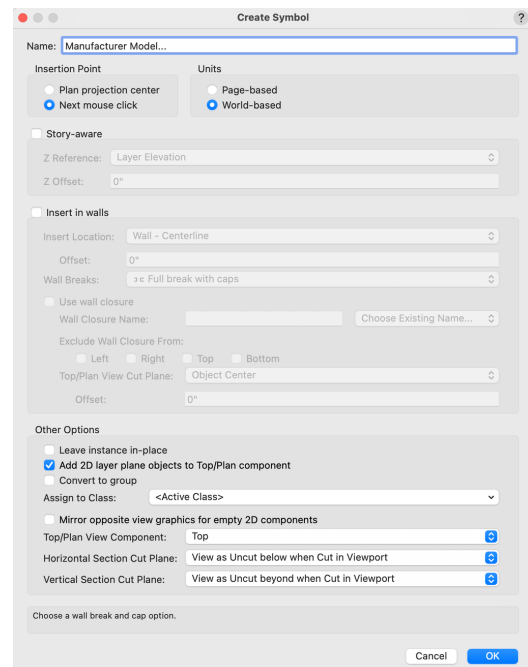 Create Symbol
?
Name: Manufacturer Model...
Insertion Point
Plan projection center
Next mouse click
Units
Page-based
World-based
Story-aware
Z Reference: Layer Elevation
Z Offset: 0"
Insert in walls
Insert Location: Wall - Centerline
Offset: 0"
Wall Breaks: Full break with caps
Use wall closure
Wall Closure Name: Choose Existing Name...
Exclude Wall Closure From:
Left Right Top Bottom
Top/Plan View Cut Plane: Object Center
Offset: 0"
Other Options
Leave instance in-place
Add 2D layer plane objects to Top/Plan component
Convert to group
Assign to Class: <Active Class>
Mirror opposite view graphics for empty 2D components
Top/Plan View Component: Top
Horizontal Section Cut Plane: View as Uncut below when Cut in Viewport
Vertical Section Cut Plane: View as Uncut beyond when Cut in Viewport
Choose a wall break and cap option.
Cancel OK